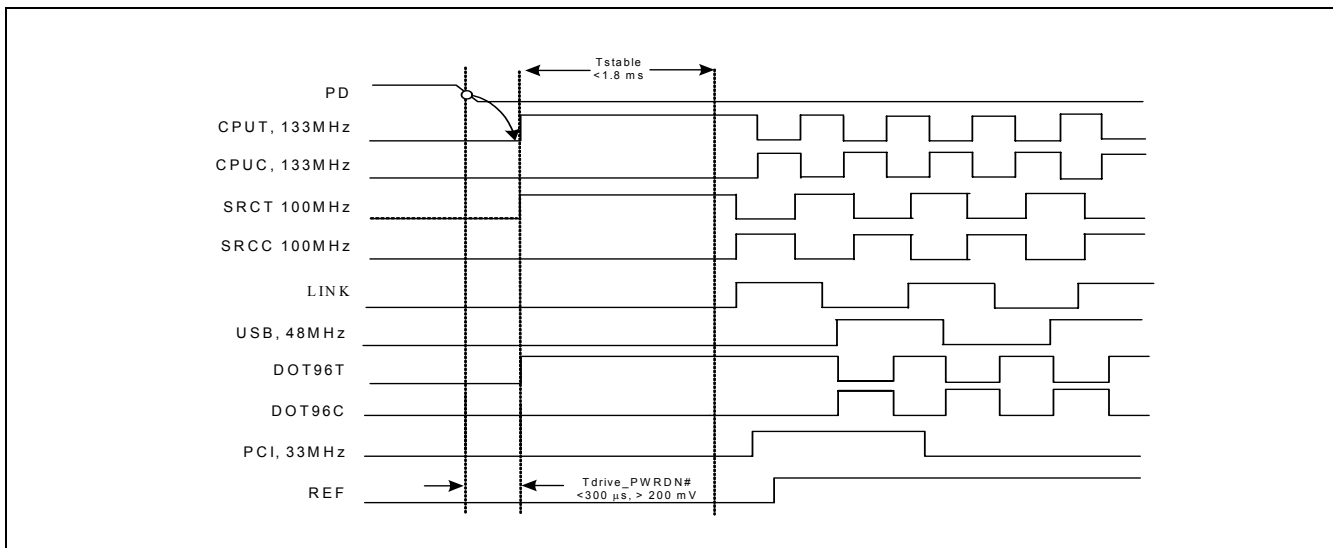 Tstable
<1.8 ms
PD
CPUT, 133MHz
CPUC, 133MHz
SRCT 100MHz
SRCC 100MHz
LINK
USB, 48MHz
DOT96T
DOT96C
PCI, 33MHz
Tdrive_PWRDN#
<300 μs, > 200 mV
REF